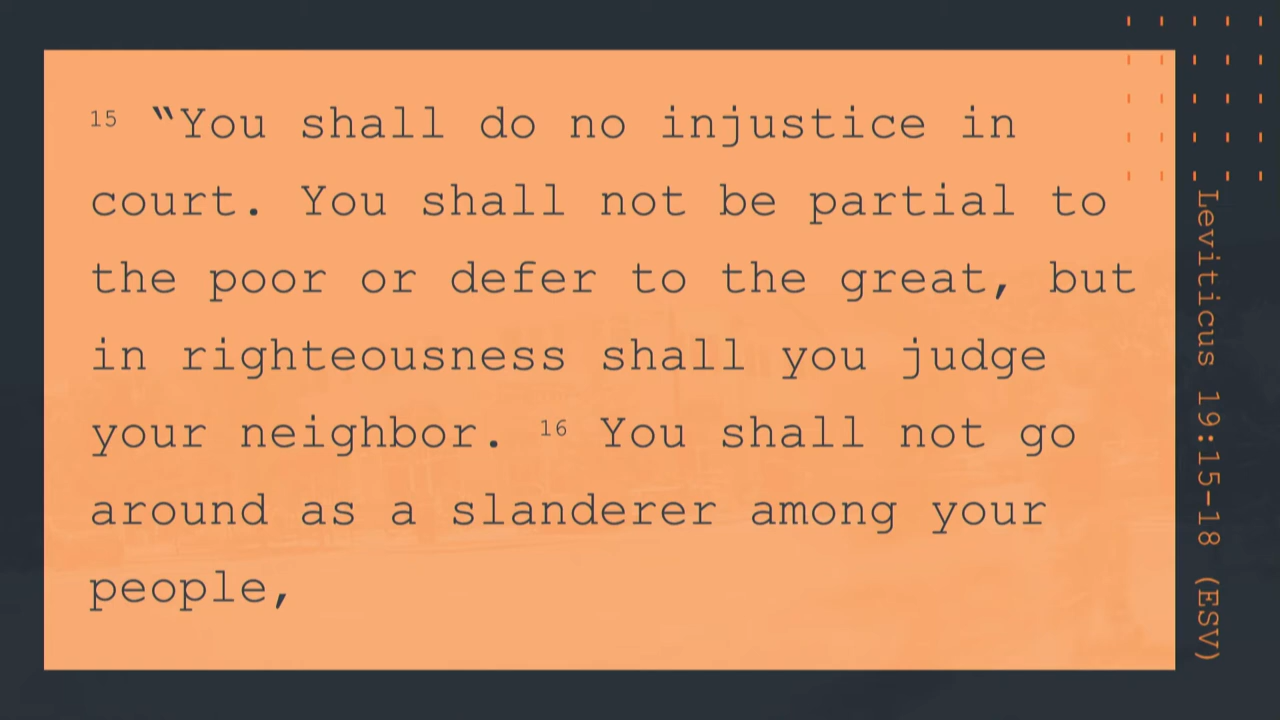 15 “You shall do no injustice in
court. You shall not be partial to
the poor or defer to the great, but
in righteousness shall you judge
your neighbor. 16 You shall not go
around as a slanderer among your
people,
Leviticus 19:15-18 (ESV)